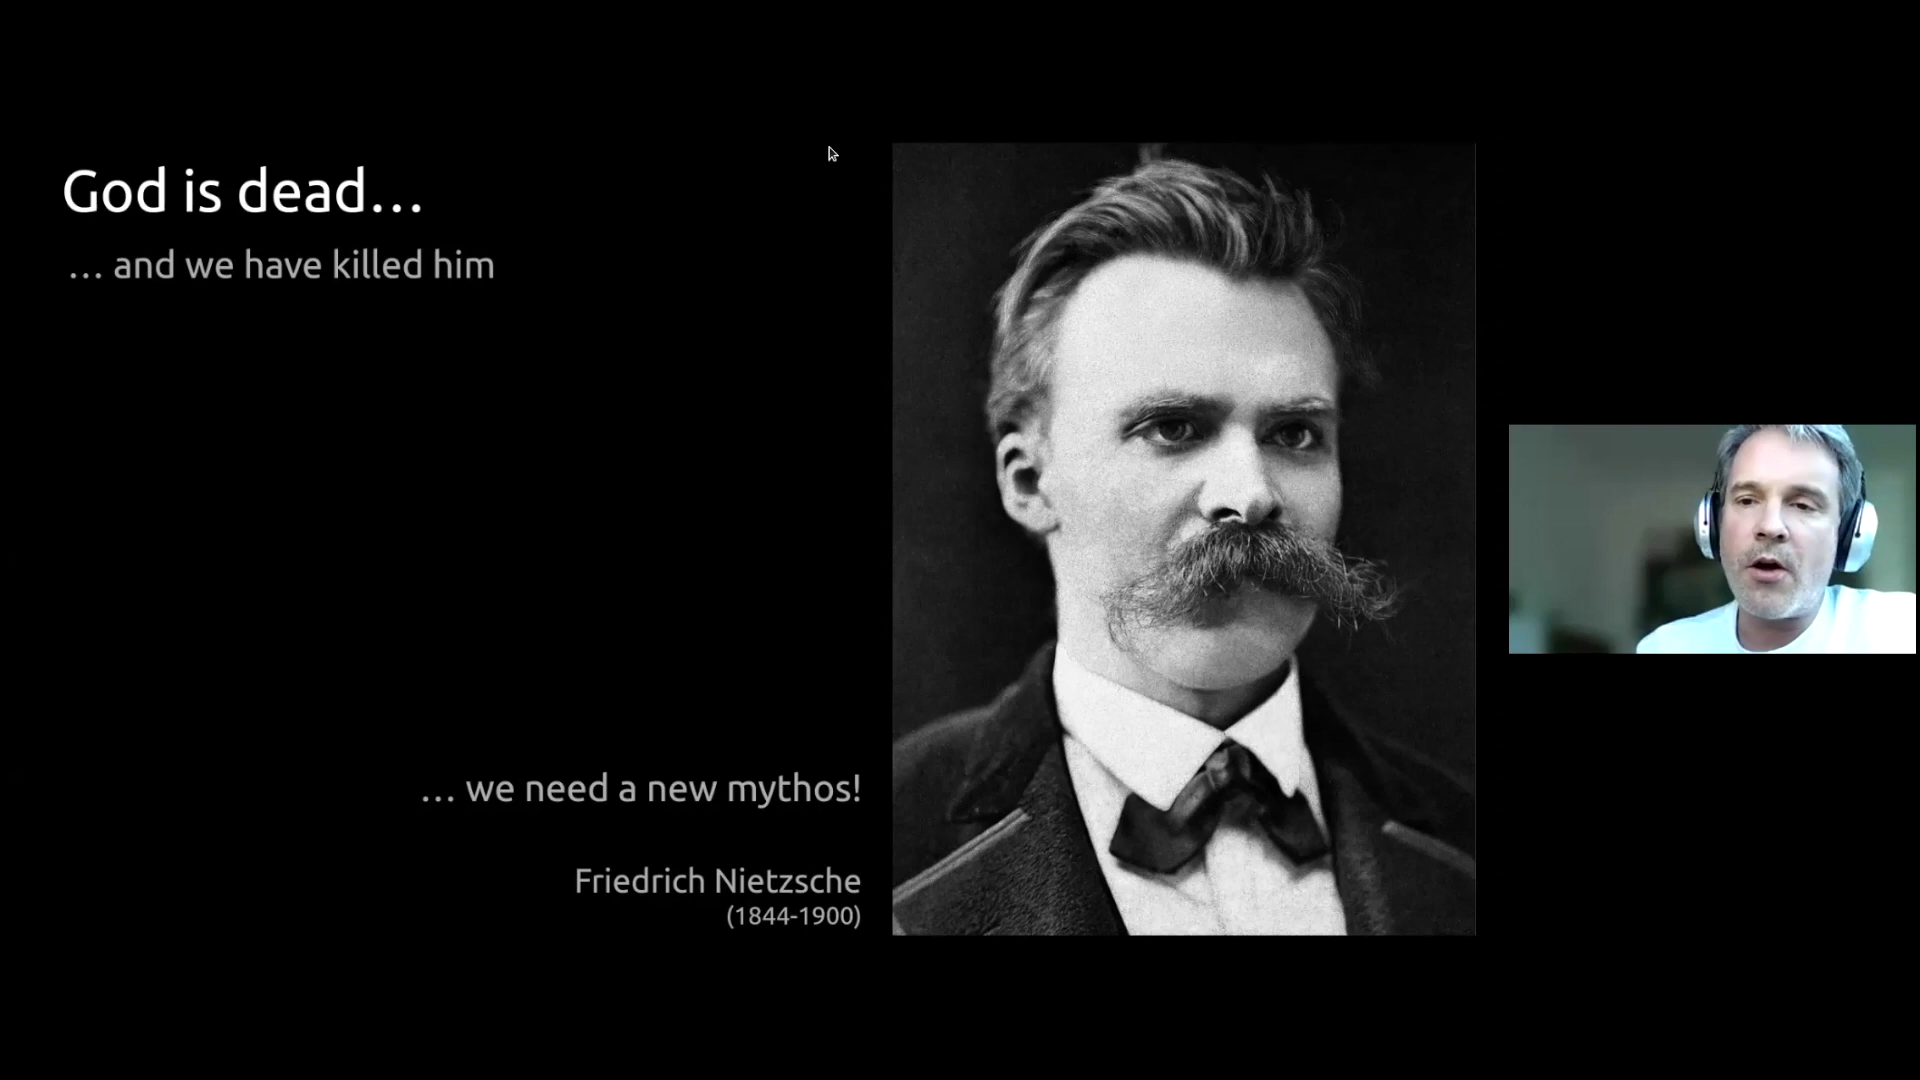 God is dead…
… and we have killed him
… we need a new mythos!
Friedrich Nietzsche
(1844-1900)